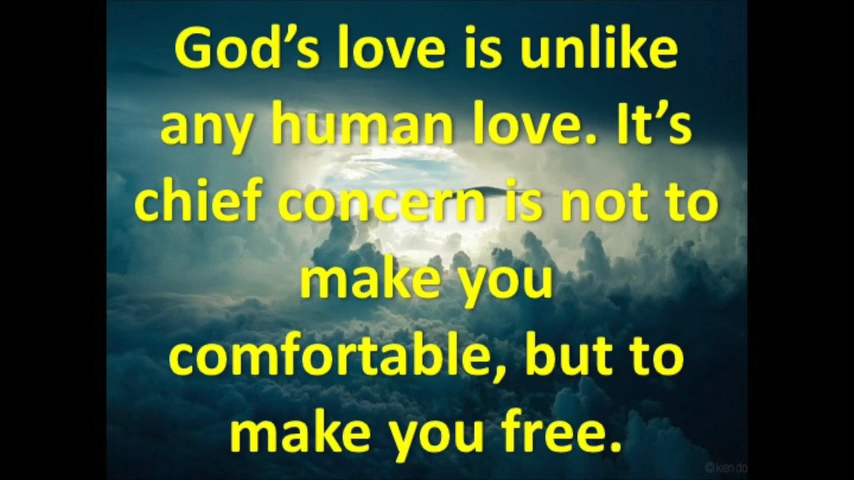 God’s love is unlike
any human love. It’s
chief concern is not to
make you
comfortable, but to
make you free.
© kendo